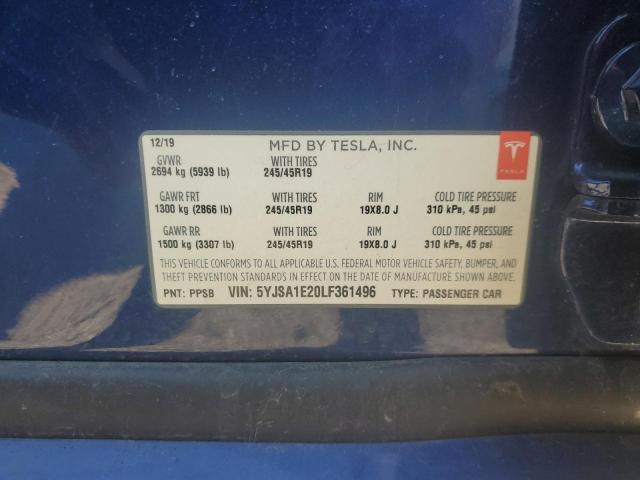 12/19 MFD BY TESLA, INC.
GVWR WITH TIRES
2694 kg (5939 lb) 245/45R19
TESLA
GAWR FRT WITH TIRES RIM COLD TIRE PRESSURE
1300 kg (2866 lb) 245/45R19 19X8.0 J 310 kPa, 45 psi
GAWR RR WITH TIRES RIM COLD TIRE PRESSURE
1500 kg (3307 lb) 245/45R19 19X8.0 J 310 kPa, 45 psi
THIS VEHICLE CONFORMS TO ALL APPLICABLE U.S. FEDERAL MOTOR VEHICLE SAFETY, BUMPER, AND
THEFT PREVENTION STANDARDS IN EFFECT ON THE DATE OF MANUFACTURE SHOWN ABOVE.
PNT: PPSB VIN: 5YJSA1E20LF361496 TYPE: PASSENGER CAR